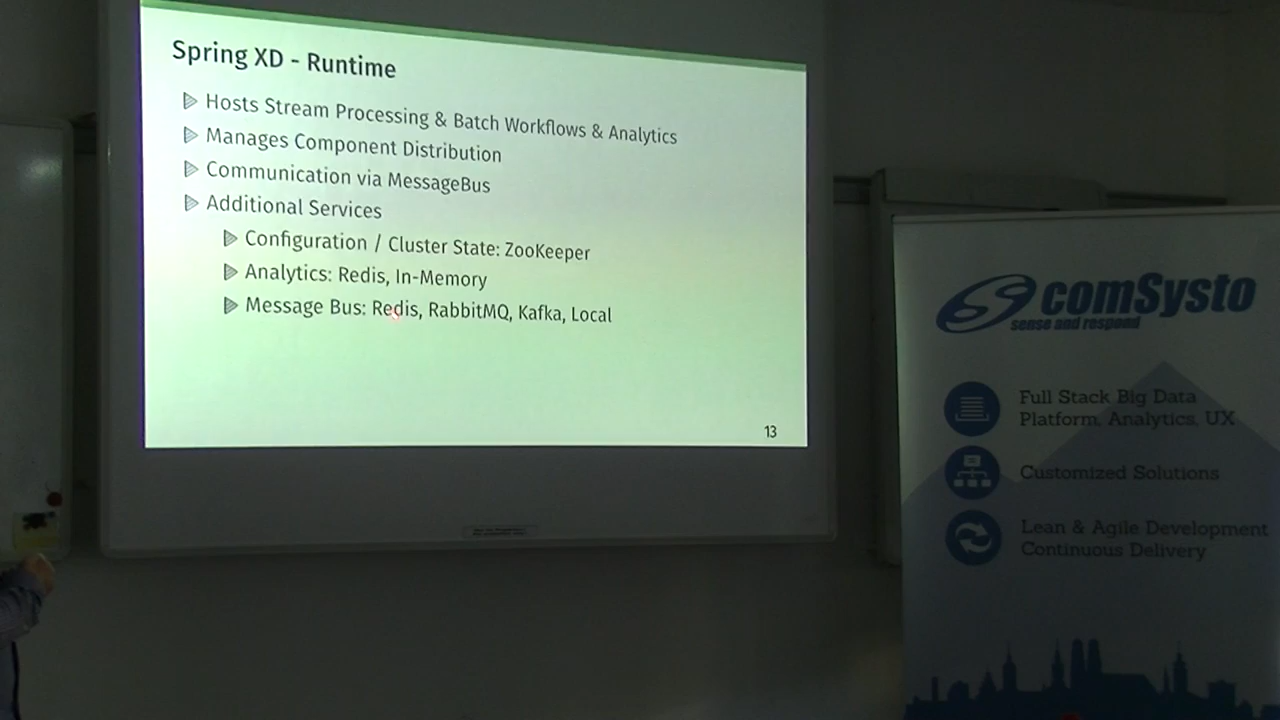 Spring XD - Runtime
Hosts Stream Processing & Batch Workflows & Analytics
Manages Component Distribution
Communication via MessageBus
Additional Services
Configuration / Cluster State: ZooKeeper
Analytics: Redis, In-Memory
Message Bus: Redis, RabbitMQ, Kafka, Local
13
comSysto
sense and respond
Full Stack Big Data
Platform, Analytics, UX
Customized Solutions
Lean & Agile Development
Continuous Delivery